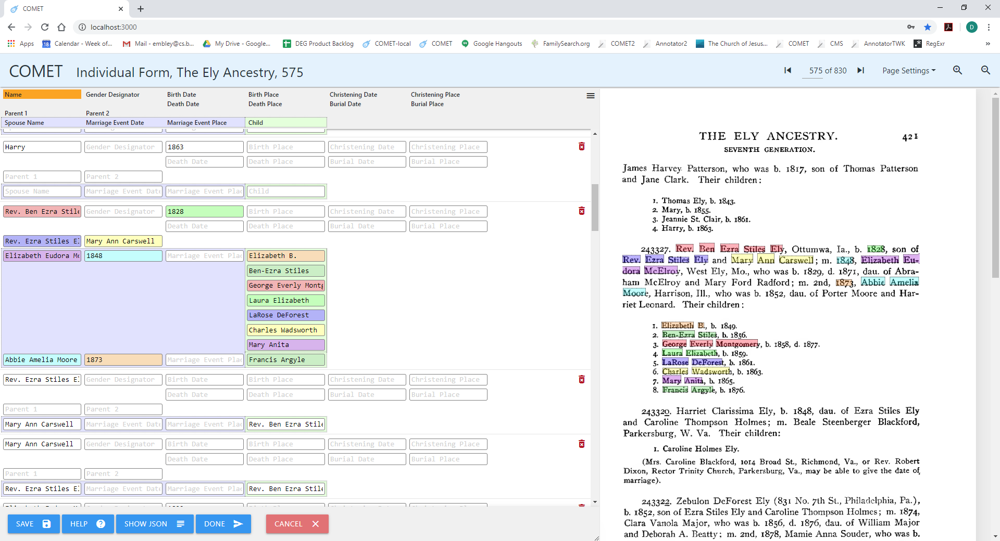 COMET
localhost:3000
D
Apps
18 Calendar - Week of...
Mail - embley@cs.b...
My Drive - Google...
DEG Product Backlog
COMET-local
COMET
Google Hangouts
FamilySearch.org
COMET2
Annotator2
The Church of Jesus...
COMET
CMS
AnnotatorTWK
RegExr
»
COMET Individual Form, The Ely Ancestry, 575
575 of 830 Page Settings
Name Gender Designator Birth Date Birth Place Christening Date Christening Place
Death Date Death Place Burial Date Burial Place
Parent 1 Parent 2
Spouse Name Marriage Event Date Marriage Event Place Child
Harry Gender Designator 1863 Birth Place Christening Date Christening Place
Death Date Death Place Burial Date Burial Place
Parent 1 Parent 2
Spouse Name Marriage Event Date Marriage Event Plac Child
Rev. Ben Ezra Stile Gender Designator 1828 Birth Place Christening Date Christening Place
Death Date Death Place Burial Date Burial Place
Rev. Ezra Stiles E Mary Ann Carswell
Elizabeth Eudora Mc 1848 Marriage Event Plac Elizabeth B.
Ben-Ezra Stiles
George Everly Montg
Laura Elizabeth
LaRose DeForest
Charles Wadsworth
Mary Anita
Abbie Amelia Moore 1873 Marriage Event Plac Francis Argyle
Rev. Ezra Stiles E Gender Designator Birth Date Birth Place Christening Date Christening Place
Death Date Death Place Burial Date Burial Place
Parent 1 Parent 2
Mary Ann Carswell Marriage Event Date Marriage Event Plac Rev. Ben Ezra Stile
Mary Ann Carswell Gender Designator Birth Date Birth Place Christening Date Christening Place
Death Date Death Place Burial Date Burial Place
Parent 1 Parent 2
Rev. Ezra Stiles E Marriage Event Date Marriage Event Plac Rev. Ben Ezra Stile
SAVE HELP ? SHOW JSON DONE CANCEL
THE ELY ANCESTRY. 421
SEVENTH GENERATION.
James Harvey Patterson, who was b. 1817, son of Thomas Patterson
and Jane Clark. Their children:
1. Thomas Ely, b. 1843.
2. Mary, b. 1855.
3. Jeannie St. Clair, b. 1861.
4. Harry, b. 1863.
243327. Rev. Ben Ezra Stiles Ely, Ottumwa, Ia., b. 1828, son of
Rev. Ezra Stiles Ely and Mary Ann Carswell; m. 1848, Elizabeth Eu-
dora McElroy, West Ely, Mo., who was b. 1829, d. 1871, dau. of Abra-
ham McElroy and Mary Ford Radford; m. 2nd, 1873, Abbie Amelia
Moore, Harrison, Ill., who was b. 1852, dau. of Porter Moore and Har-
riet Leonard. Their children:
1. Elizabeth B., b. 1849.
2. Ben-Ezra Stiles, b. 1856.
3. George Everly Montgomery, b. 1858, d. 1877.
4. Laura Elizabeth, b. 1859.
5. LaRose DeForest, b. 1861.
6. Charles Wadsworth, b. 1863.
7. Mary Anita, b. 1865.
8. Francis Argyle, b. 1876.
243320. Harriet Clarissima Ely, b. 1848, dau. of Ezra Stiles Ely
and Caroline Thompson Holmes; m. Beale Steenberger Blackford,
Parkersburg, W. Va. Their children:
1. Caroline Holmes Ely.
(Mrs. Caroline Blackford, 1014 Broad St., Richmond, Va., or Rev. Robert
Dixon, Rector Trinity Church, Parkersburg, Va., may be able to give the date of
marriage).
243322. Zebulon DeForest Ely (831 No. 7th St., Philadelphia, Pa.),
b. 1852, son of Ezra Stiles Ely and Caroline Thompson Holmes; m. 1874,
Clara Vanola Major, who was b. 1856, d. 1876, dau. of William Major
and Deborah A. Beatty; m. 2nd, 1878, Mamie Anna Souder, who was b.